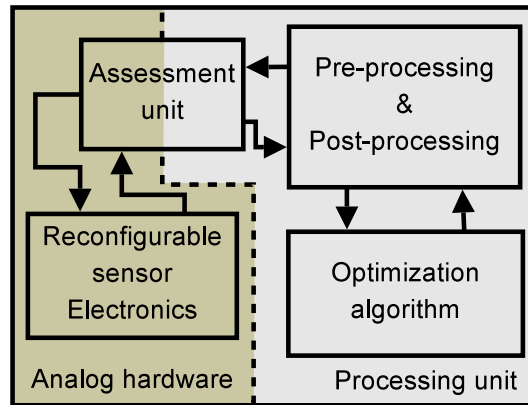 Assessment
unit
Pre-processing
&
Post-processing
Reconfigurable
sensor
Electronics
Optimization
algorithm
Analog hardware
Processing unit